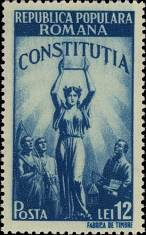 REPUBLICA POPULARA
ROMANA
CONSTITUTIA
POSTA
LEI 12
FABRICA DE TIMBRE